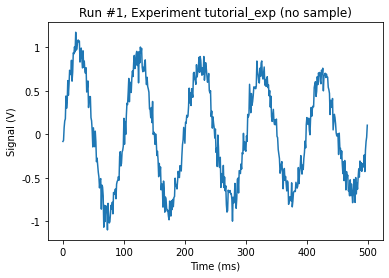 Run #1, Experiment tutorial_exp (no sample)
1
0.5
0
-0.5
-1
Signal (V)
0 100 200 300 400 500
Time (ms)